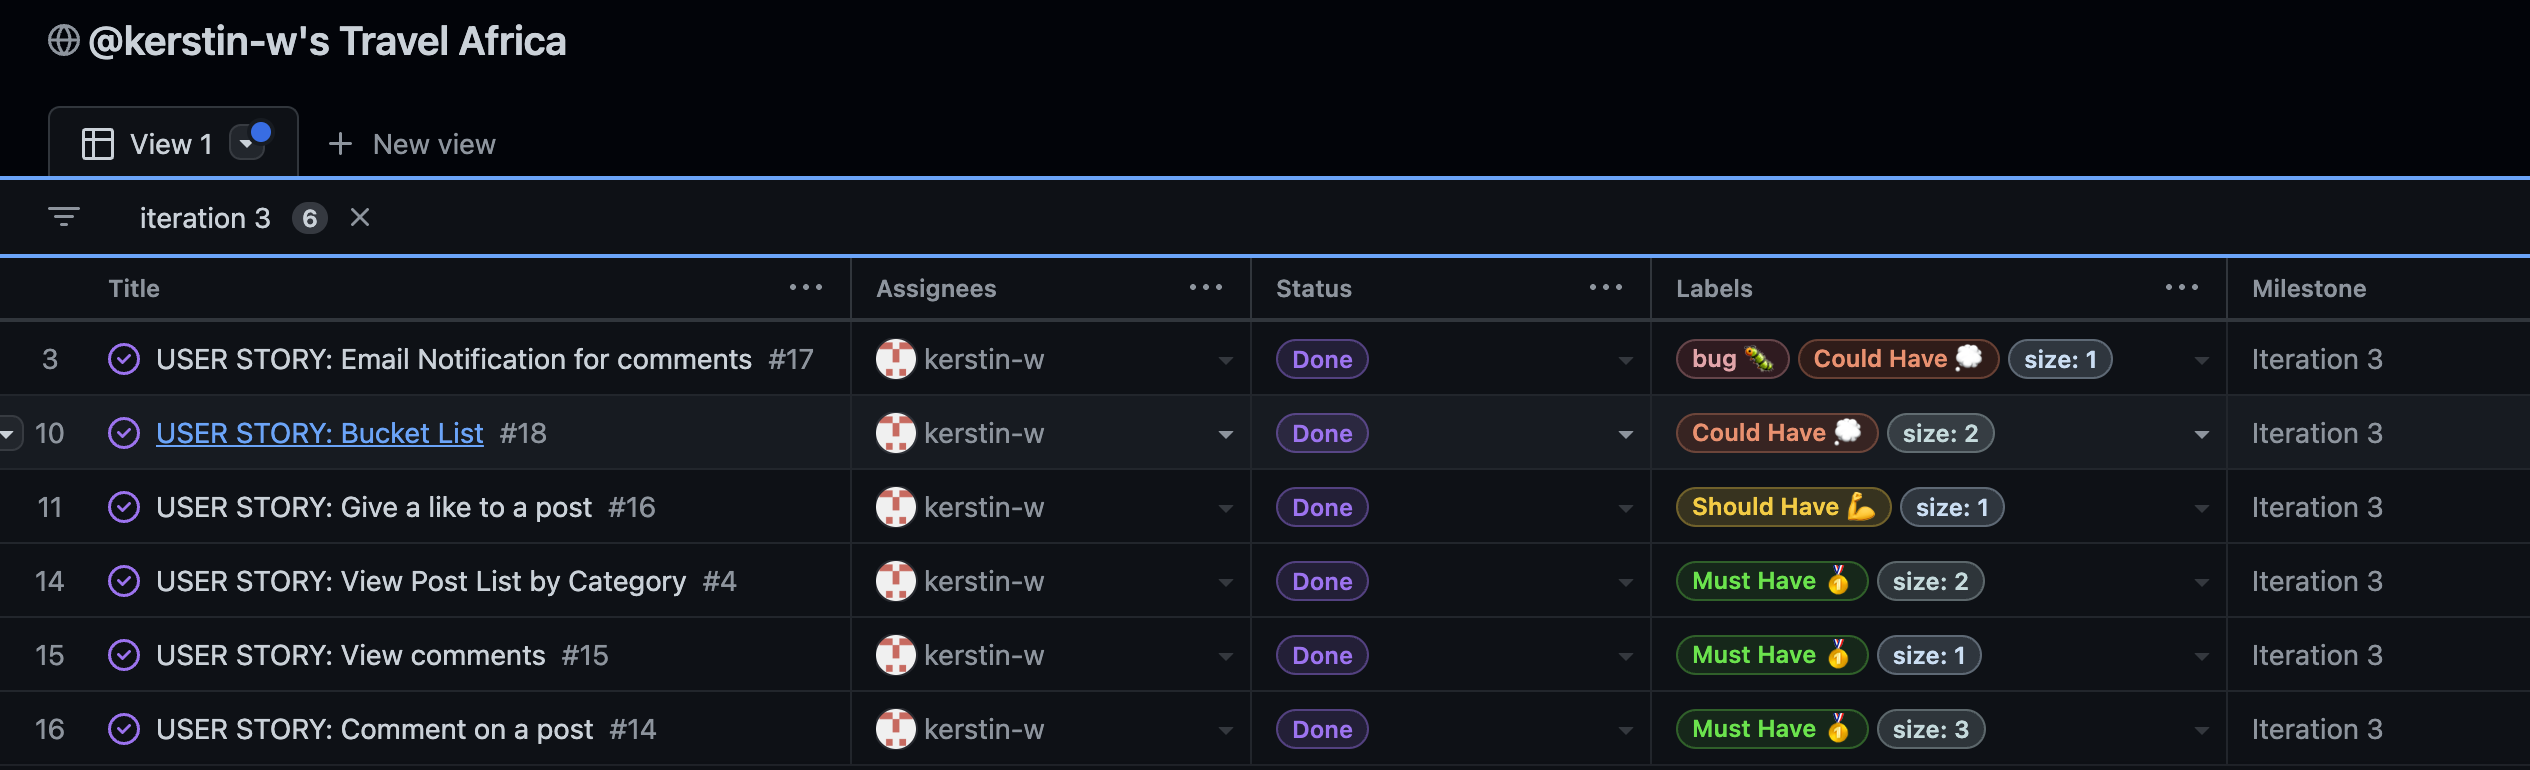 @kerstin-w's Travel Africa
View 1 New view
iteration 3 6
Title Assignees Status Labels Milestone
3 USER STORY: Email Notification for comments #17 kerstin-w Done bug 🐛 Could Have 💭 size: 1 Iteration 3
10 USER STORY: Bucket List #18 kerstin-w Done Could Have 💭 size: 2 Iteration 3
11 USER STORY: Give a like to a post #16 kerstin-w Done Should Have 💪 size: 1 Iteration 3
14 USER STORY: View Post List by Category #4 kerstin-w Done Must Have 🥇 size: 2 Iteration 3
15 USER STORY: View comments #15 kerstin-w Done Must Have 🥇 size: 1 Iteration 3
16 USER STORY: Comment on a post #14 kerstin-w Done Must Have 🥇 size: 3 Iteration 3